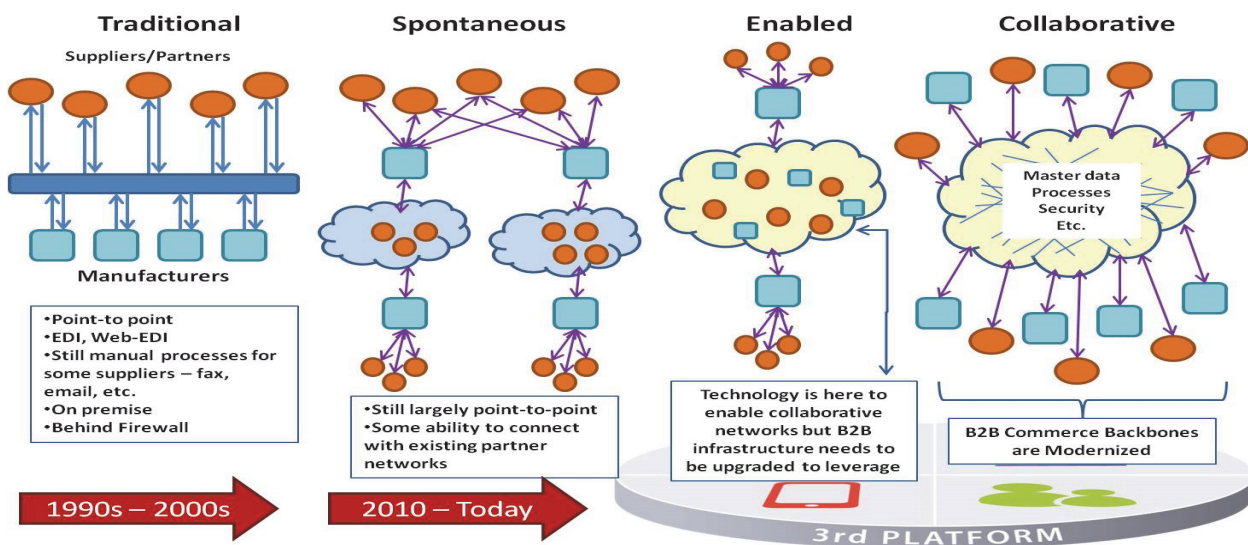 Traditional
Suppliers/Partners
Manufacturers
•Point-to point
•EDI, Web-EDI
•Still manual processes for
some suppliers – fax,
email, etc.
•On premise
•Behind Firewall
1990s – 2000s
Spontaneous
•Still largely point-to-point
•Some ability to connect
with existing partner
networks
2010 – Today
Enabled
Technology is here to
enable collaborative
networks but B2B
infrastructure needs to
be upgraded to leverage
Collaborative
Master data
Processes
Security
Etc.
B2B Commerce Backbones
are Modernized
3rd PLATFORM